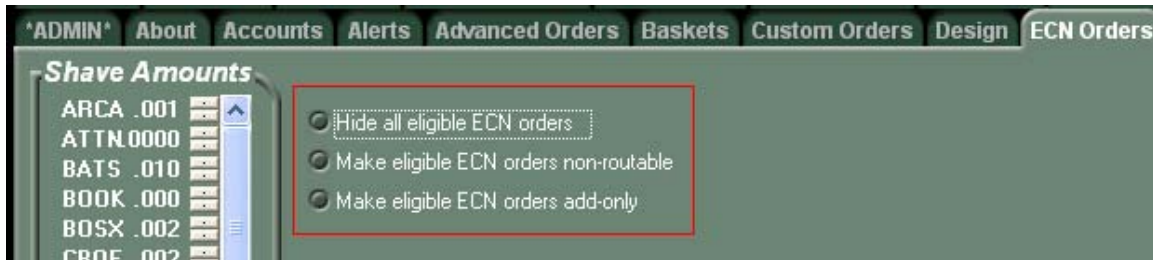 *ADMIN* About Accounts Alerts Advanced Orders Baskets Custom Orders Design ECN Orders
Shave Amounts
ARCA .001
ATTN.0000
BATS .010
BOOK .000
BOSX .002
CBOE .002
Hide all eligible ECN orders
Make eligible ECN orders non-routable
Make eligible ECN orders add-only